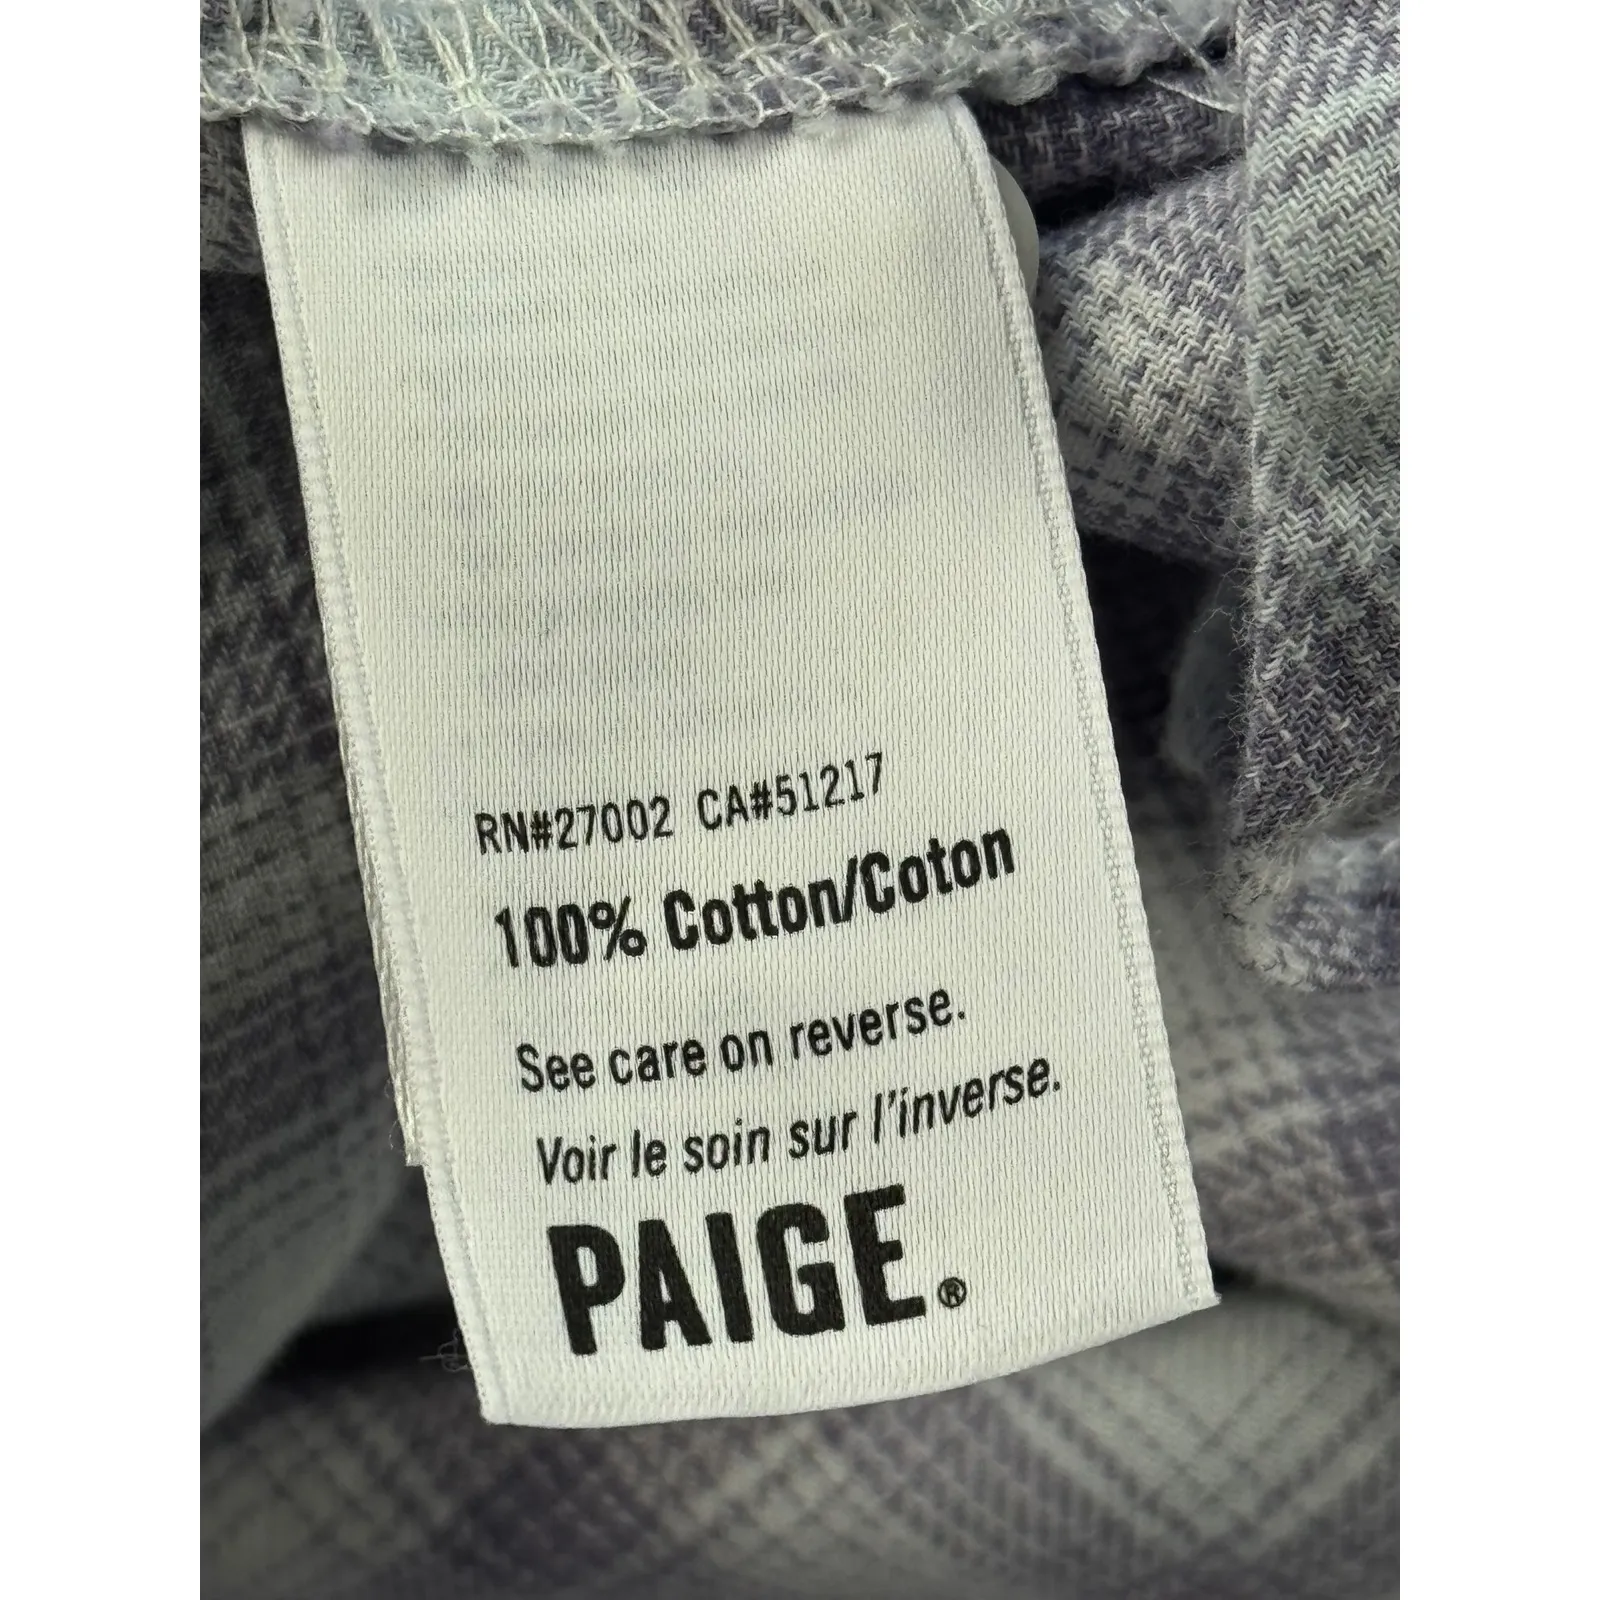 RN#27002 CA#51217
100% Cotton/Coton
See care on reverse.
Voir le soin sur l'inverse.
PAIGE.®